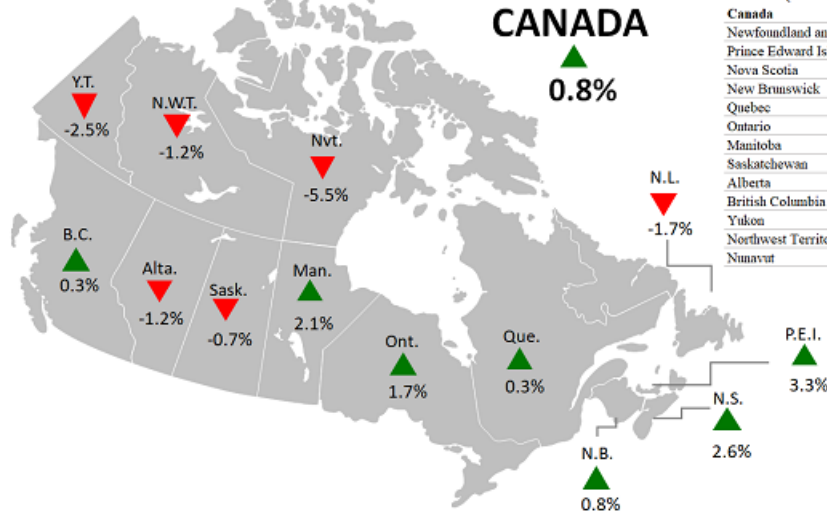 CANADA
0.8%
Canada
Newfoundland an
Prince Edward Is
Nova Scotia
New Brunswick
Quebec
Ontario
Manitoba
Saskatchewan
Alberta
British Columbia
Yukon
Northwest Territo
Nunavut
Y.T.
-2.5%
N.W.T.
-1.2%
Nvt.
-5.5%
N.L.
-1.7%
B.C.
0.3%
Alta.
-1.2%
Sask.
-0.7%
Man.
2.1%
Ont.
1.7%
Que.
0.3%
P.E.I.
3.3%
N.S.
2.6%
N.B.
0.8%